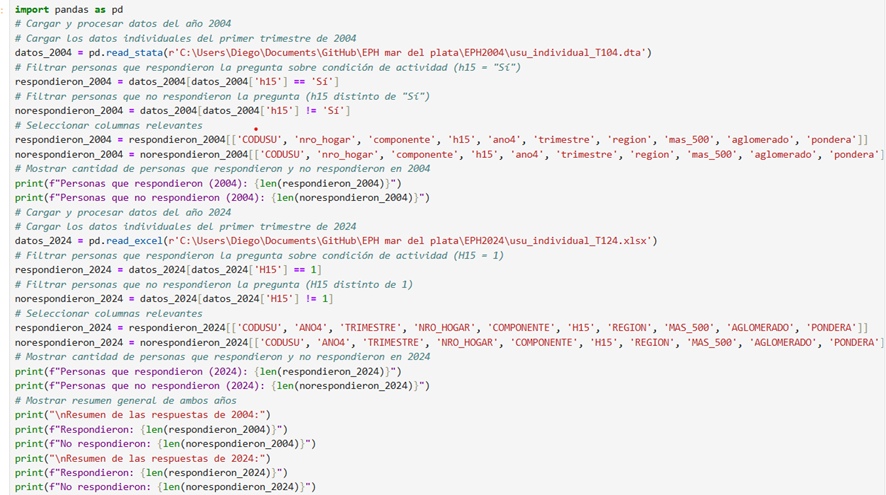 import pandas as pd
# Cargar y procesar datos del año 2004
# Cargar los datos individuales del primer trimestre de 2004
datos_2004 = pd.read_stata(r'C:\Users\Diego\Documents\GitHub\EPH mar del plata\EPH2004\usu_individual_T104.dta')
# Filtrar personas que respondieron la pregunta sobre condición de actividad (h15 = "Sí")
respondieron_2004 = datos_2004[datos_2004['h15'] == 'Sí']
# Filtrar personas que no respondieron la pregunta (h15 distinto de "Sí")
norespondieron_2004 = datos_2004[datos_2004['h15'] != 'Sí']
# Seleccionar columnas relevantes
respondieron_2004 = respondieron_2004[['CODUSU', 'nro_hogar', 'componente', 'h15', 'ano4', 'trimestre', 'region', 'mas_500', 'aglomerado', 'pondera']]
norespondieron_2004 = norespondieron_2004[['CODUSU', 'nro_hogar', 'componente', 'h15', 'ano4', 'trimestre', 'region', 'mas_500', 'aglomerado', 'pondera']
# Mostrar cantidad de personas que respondieron y no respondieron en 2004
print(f"Personas que respondieron (2004): {len(respondieron_2004)}")
print(f"Personas que no respondieron (2004): {len(norespondieron_2004)}")
# Cargar y procesar datos del año 2024
# Cargar los datos individuales del primer trimestre de 2024
datos_2024 = pd.read_excel(r'C:\Users\Diego\Documents\GitHub\EPH mar del plata\EPH2024\usu_individual_T124.xlsx')
# Filtrar personas que respondieron la pregunta sobre condición de actividad (H15 = 1)
respondieron_2024 = datos_2024[datos_2024['H15'] == 1]
# Filtrar personas que no respondieron la pregunta (H15 distinto de 1)
norespondieron_2024 = datos_2024[datos_2024['H15'] != 1]
# Seleccionar columnas relevantes
respondieron_2024 = respondieron_2024[['CODUSU', 'ANO4', 'TRIMESTRE', 'NRO_HOGAR', 'COMPONENTE', 'H15', 'REGION', 'MAS_500', 'AGLOMERADO', 'PONDERA']]
norespondieron_2024 = norespondieron_2024[['CODUSU', 'ANO4', 'TRIMESTRE', 'NRO_HOGAR', 'COMPONENTE', 'H15', 'REGION', 'MAS_500', 'AGLOMERADO', 'PONDERA']
# Mostrar cantidad de personas que respondieron y no respondieron en 2024
print(f"Personas que respondieron (2024): {len(respondieron_2024)}")
print(f"Personas que no respondieron (2024): {len(norespondieron_2024)}")
# Mostrar resumen general de ambos años
print("\nResumen de las respuestas de 2004:")
print(f"Respondieron: {len(respondieron_2004)}")
print(f"No respondieron: {len(norespondieron_2004)}")
print("\nResumen de las respuestas de 2024:")
print(f"Respondieron: {len(respondieron_2024)}")
print(f"No respondieron: {len(norespondieron_2024)}")